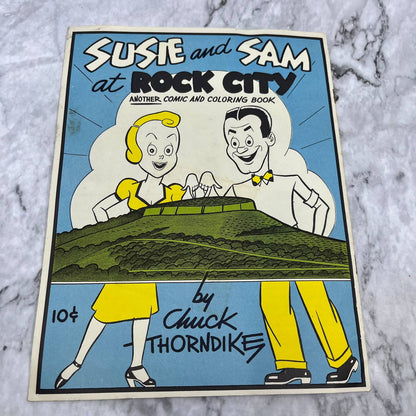 SUSIE and SAM
at ROCK CITY
ANOTHER COMIC AND COLORING BOOK
10¢
by
Chuck
THORNDIKE